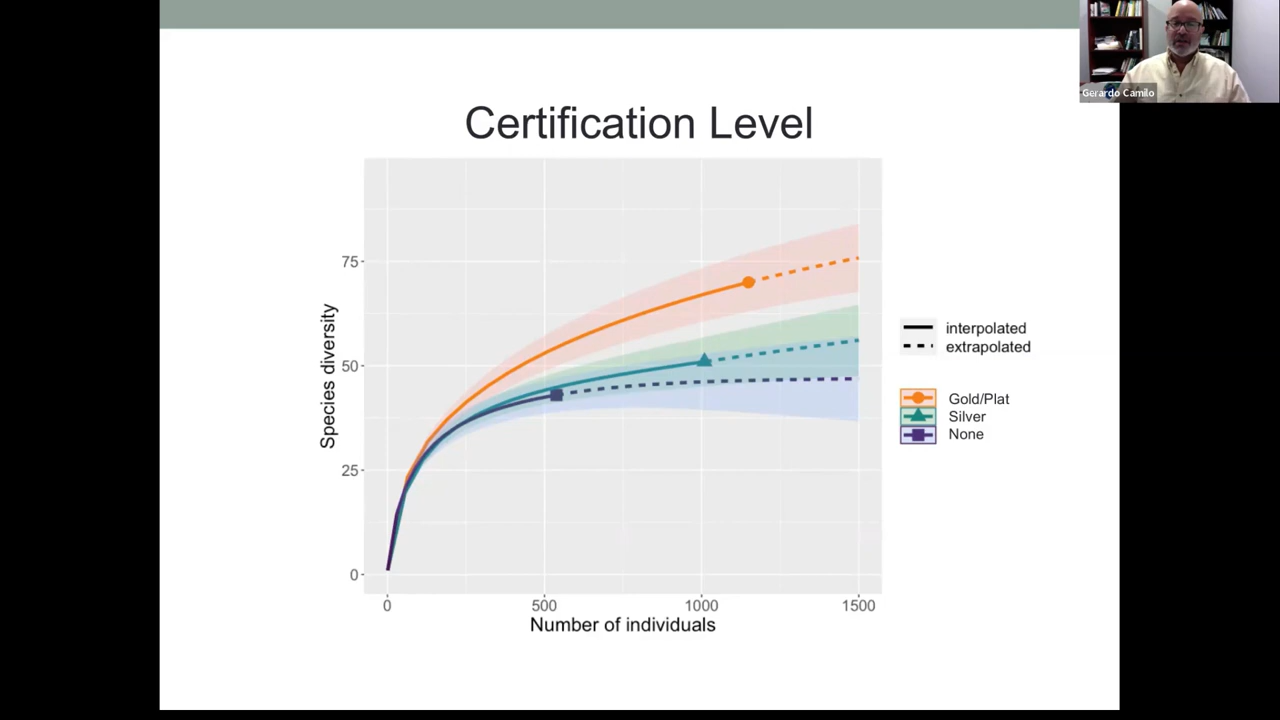 Gerardo Camilo
Certification Level
Species diversity
75
50
25
0
0 500 1000 1500
Number of individuals
interpolated
extrapolated
Gold/Plat
Silver
None